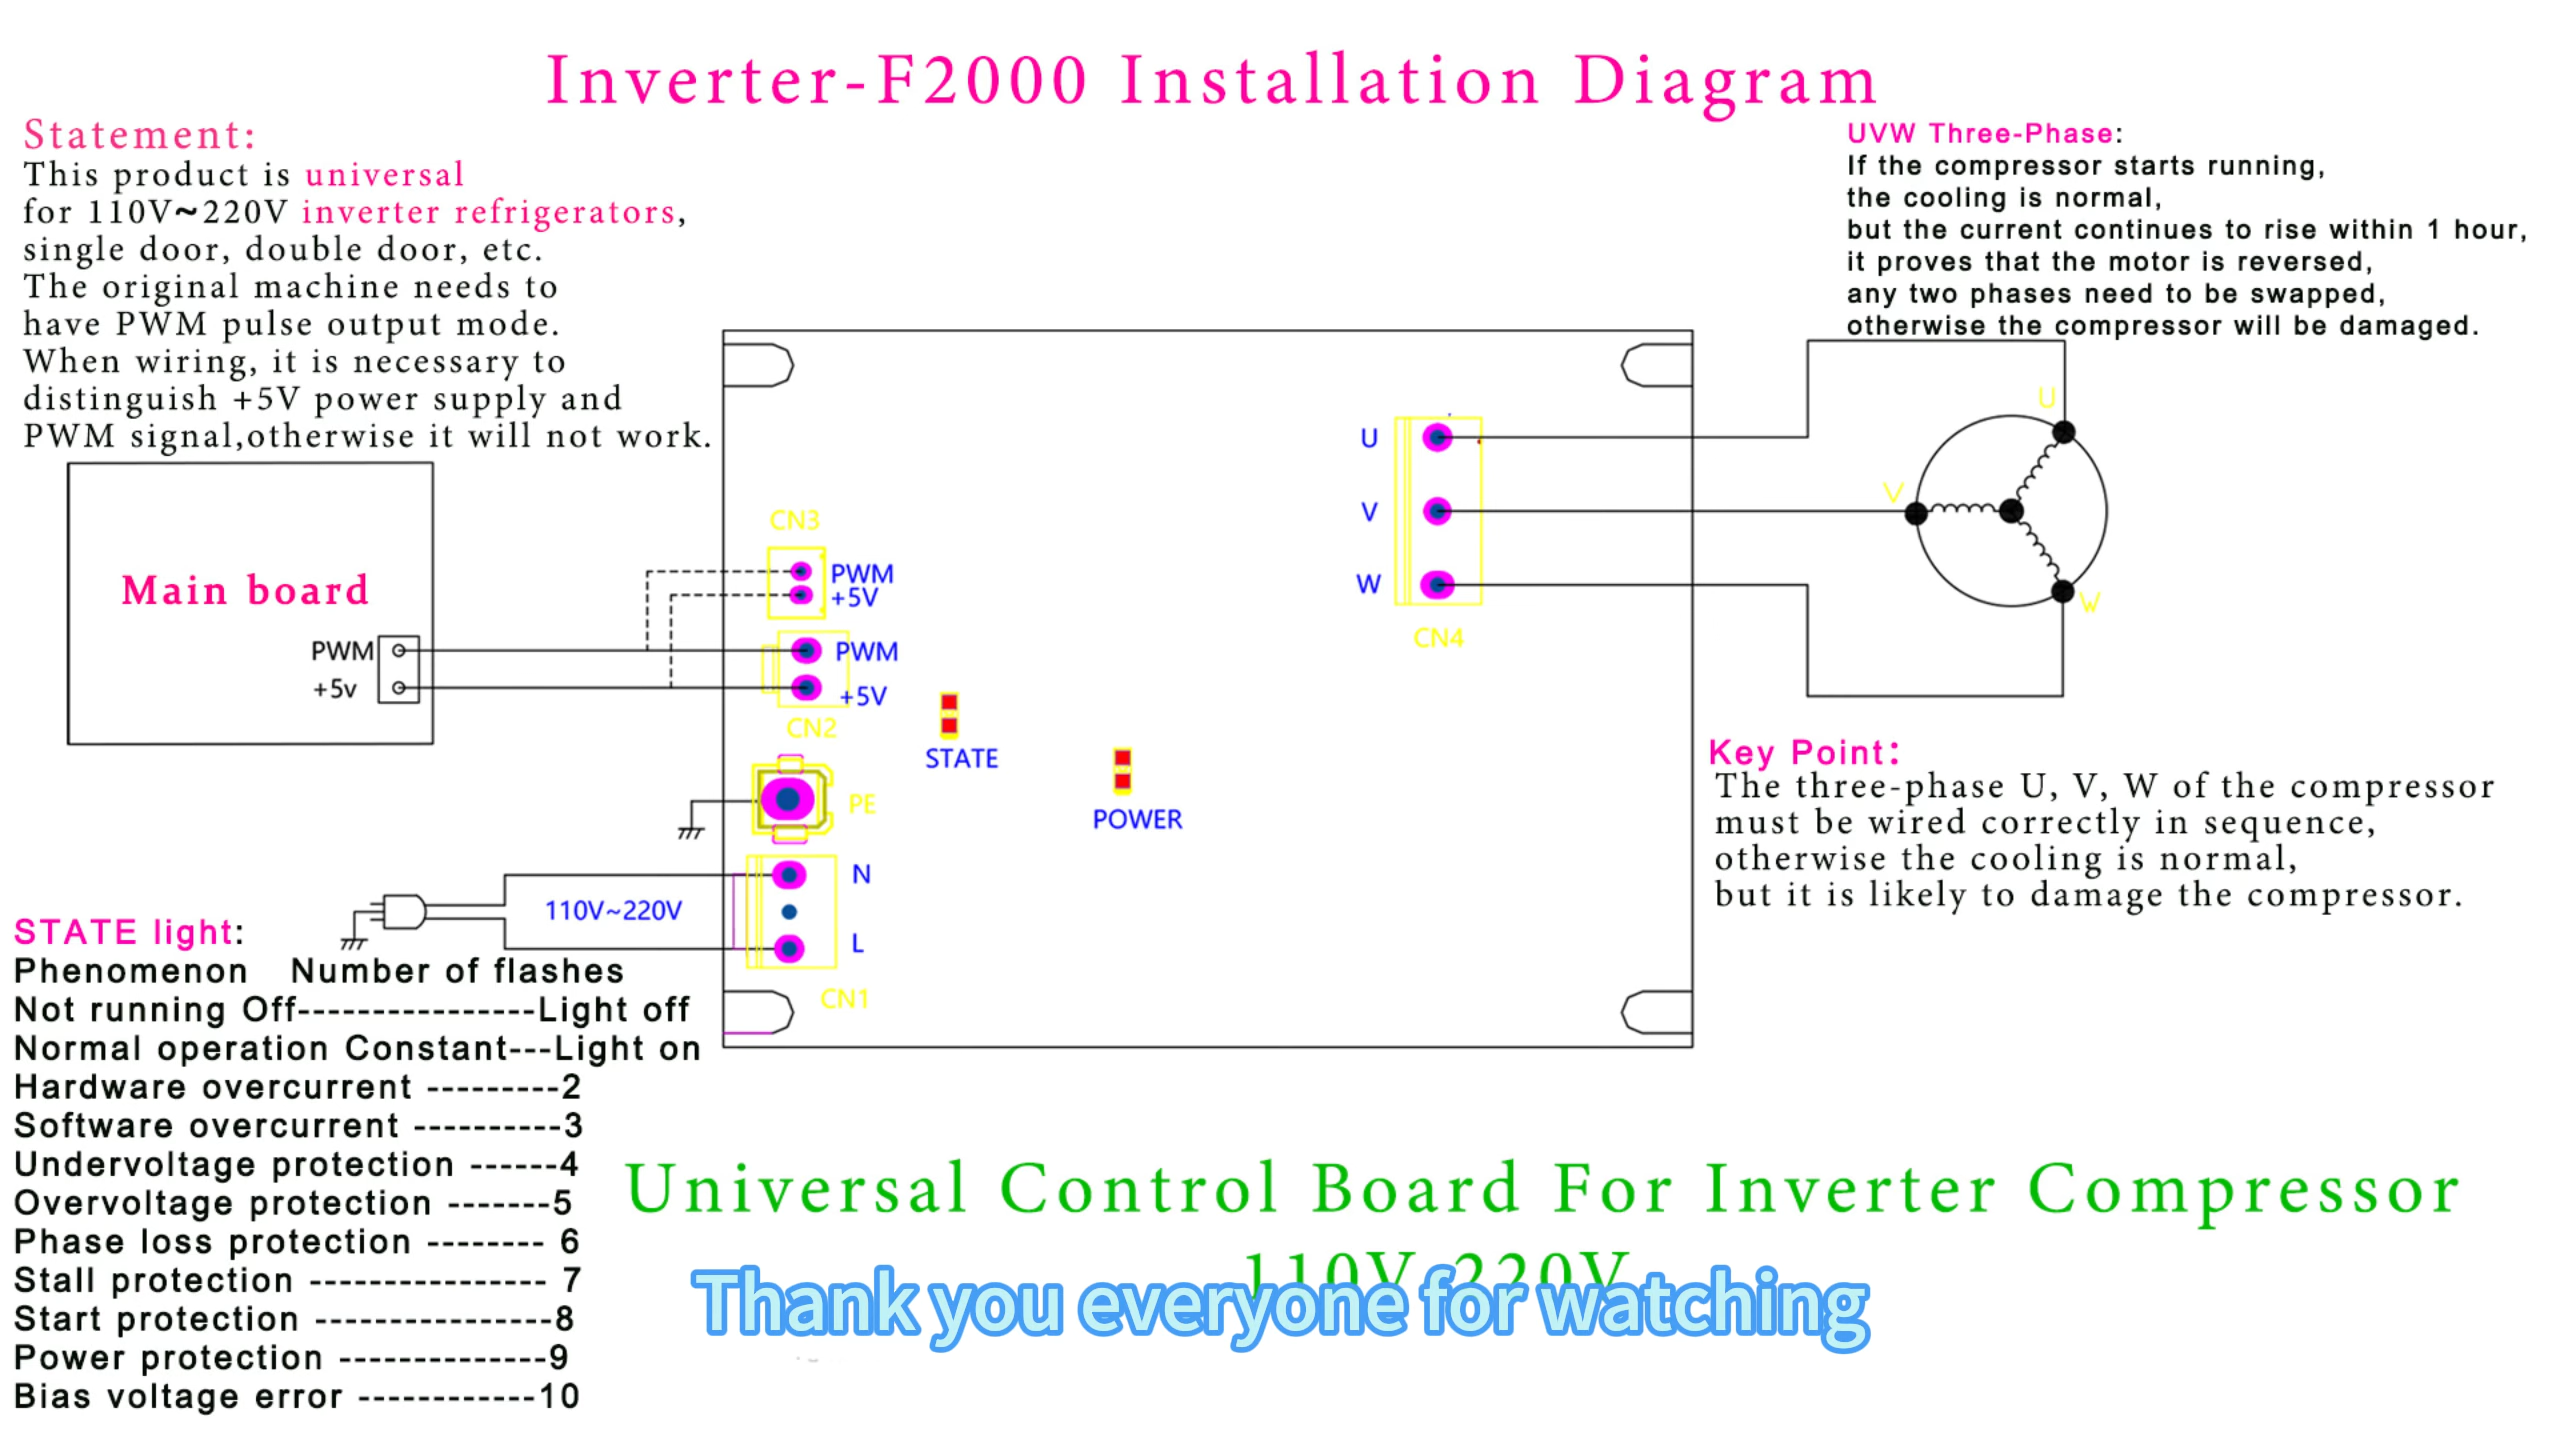 Inverter-F2000 Installation Diagram
Statement:
This product is universal
for 110V~220V inverter refrigerators,
single door, double door, etc.
The original machine needs to
have PWM pulse output mode.
When wiring, it is necessary to
distinguish +5V power supply and
PWM signal,otherwise it will not work.
UVW Three-Phase:
If the compressor starts running,
the cooling is normal,
but the current continues to rise within 1 hour,
it proves that the motor is reversed,
any two phases need to be swapped,
otherwise the compressor will be damaged.
Main board
PWM
+5v
CN3
PWM
+5V
PWM
+5V
CN2
STATE
POWER
PE
N
110V~220V
L
CN1
U
V
W
CN4
U
V
W
Key Point:
The three-phase U, V, W of the compressor
must be wired correctly in sequence,
otherwise the cooling is normal,
but it is likely to damage the compressor.
STATE light:
Phenomenon Number of flashes
Not running Off----------------Light off
Normal operation Constant---Light on
Hardware overcurrent ---------2
Software overcurrent ----------3
Undervoltage protection ------4
Overvoltage protection -------5
Phase loss protection -------- 6
Stall protection ---------------- 7
Start protection ----------------8
Power protection --------------9
Bias voltage error ------------10
Universal Control Board For Inverter Compressor
110V 220V
Thank you everyone for watching